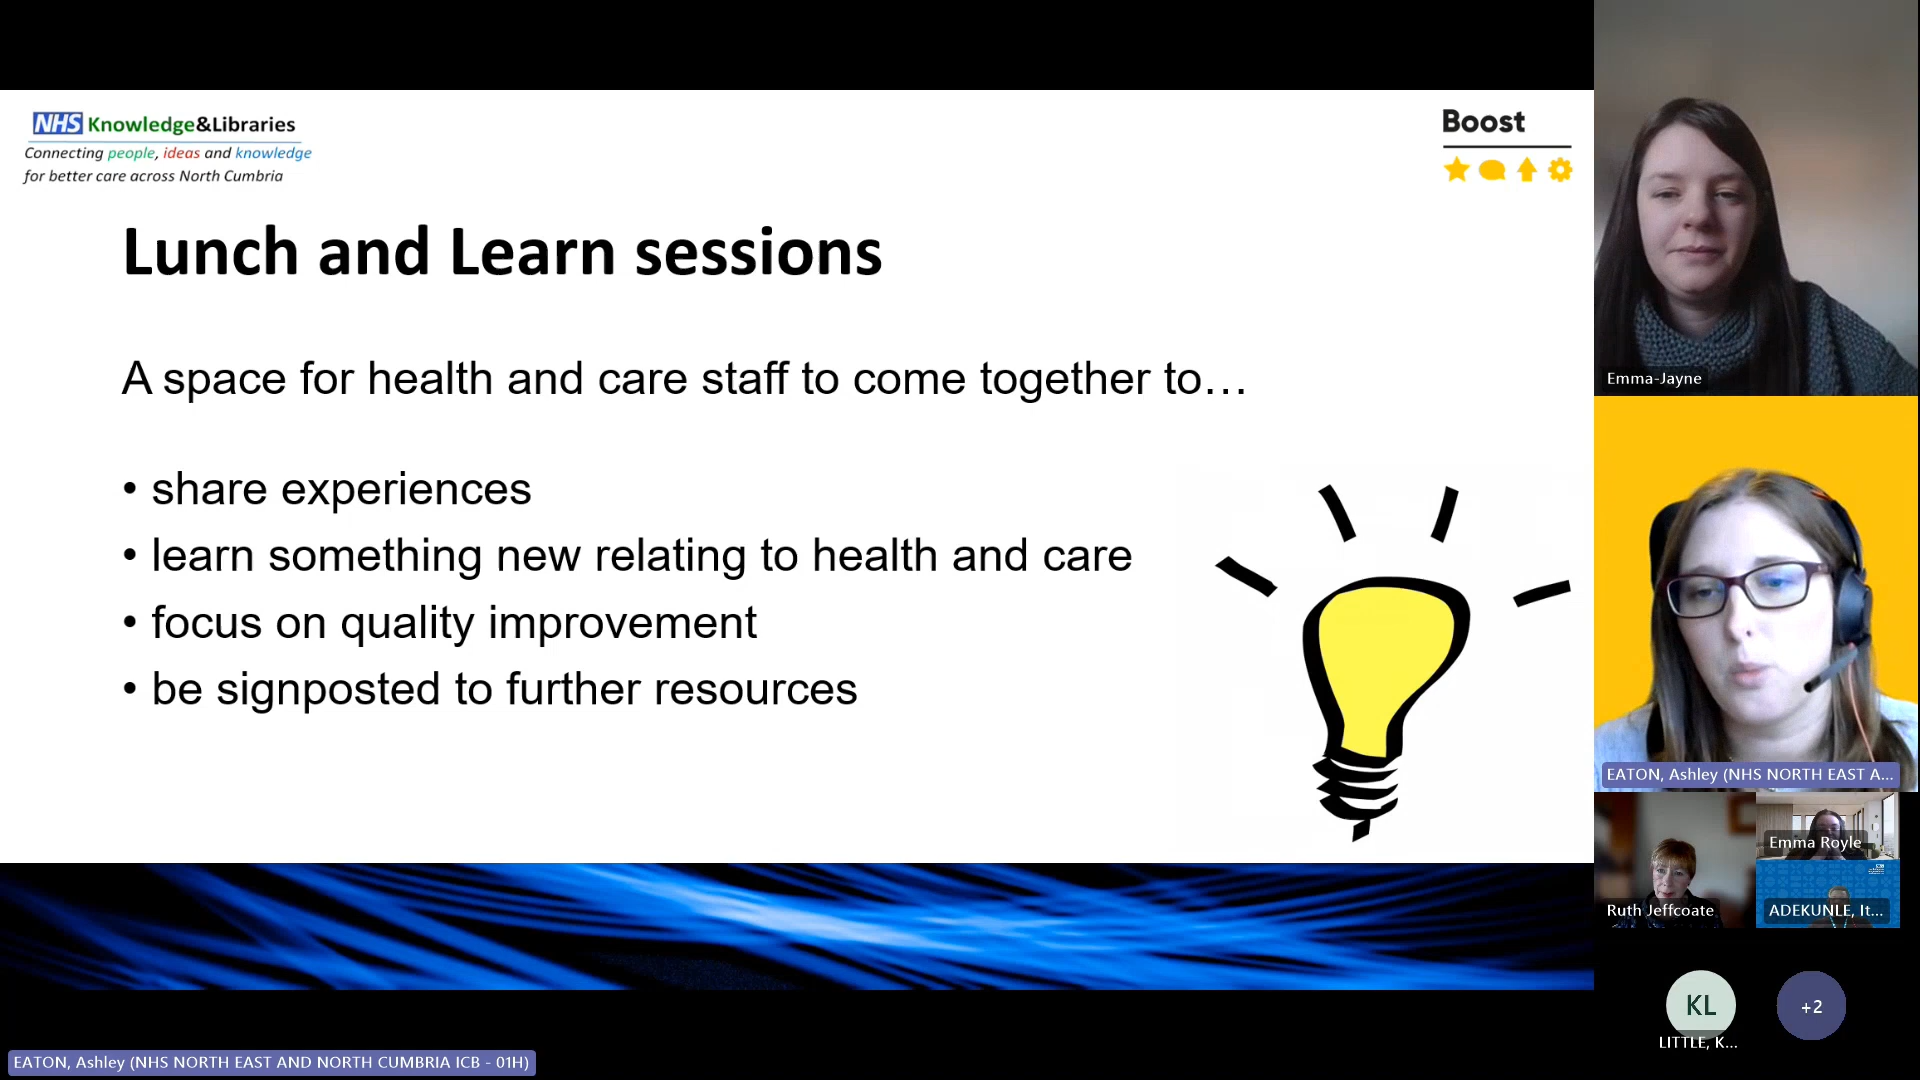 NHS Knowledge&Libraries
Connecting people, ideas and knowledge
for better care across North Cumbria
Boost
Lunch and Learn sessions
A space for health and care staff to come together to…
• share experiences
• learn something new relating to health and care
• focus on quality improvement
• be signposted to further resources
Emma-Jayne
EATON, Ashley (NHS NORTH EAST A...
Emma Royle
Ruth Jeffcoate
ADEKUNLE, It...
KL
+2
LITTLE, K...
EATON, Ashley (NHS NORTH EAST AND NORTH CUMBRIA ICB - 01H)